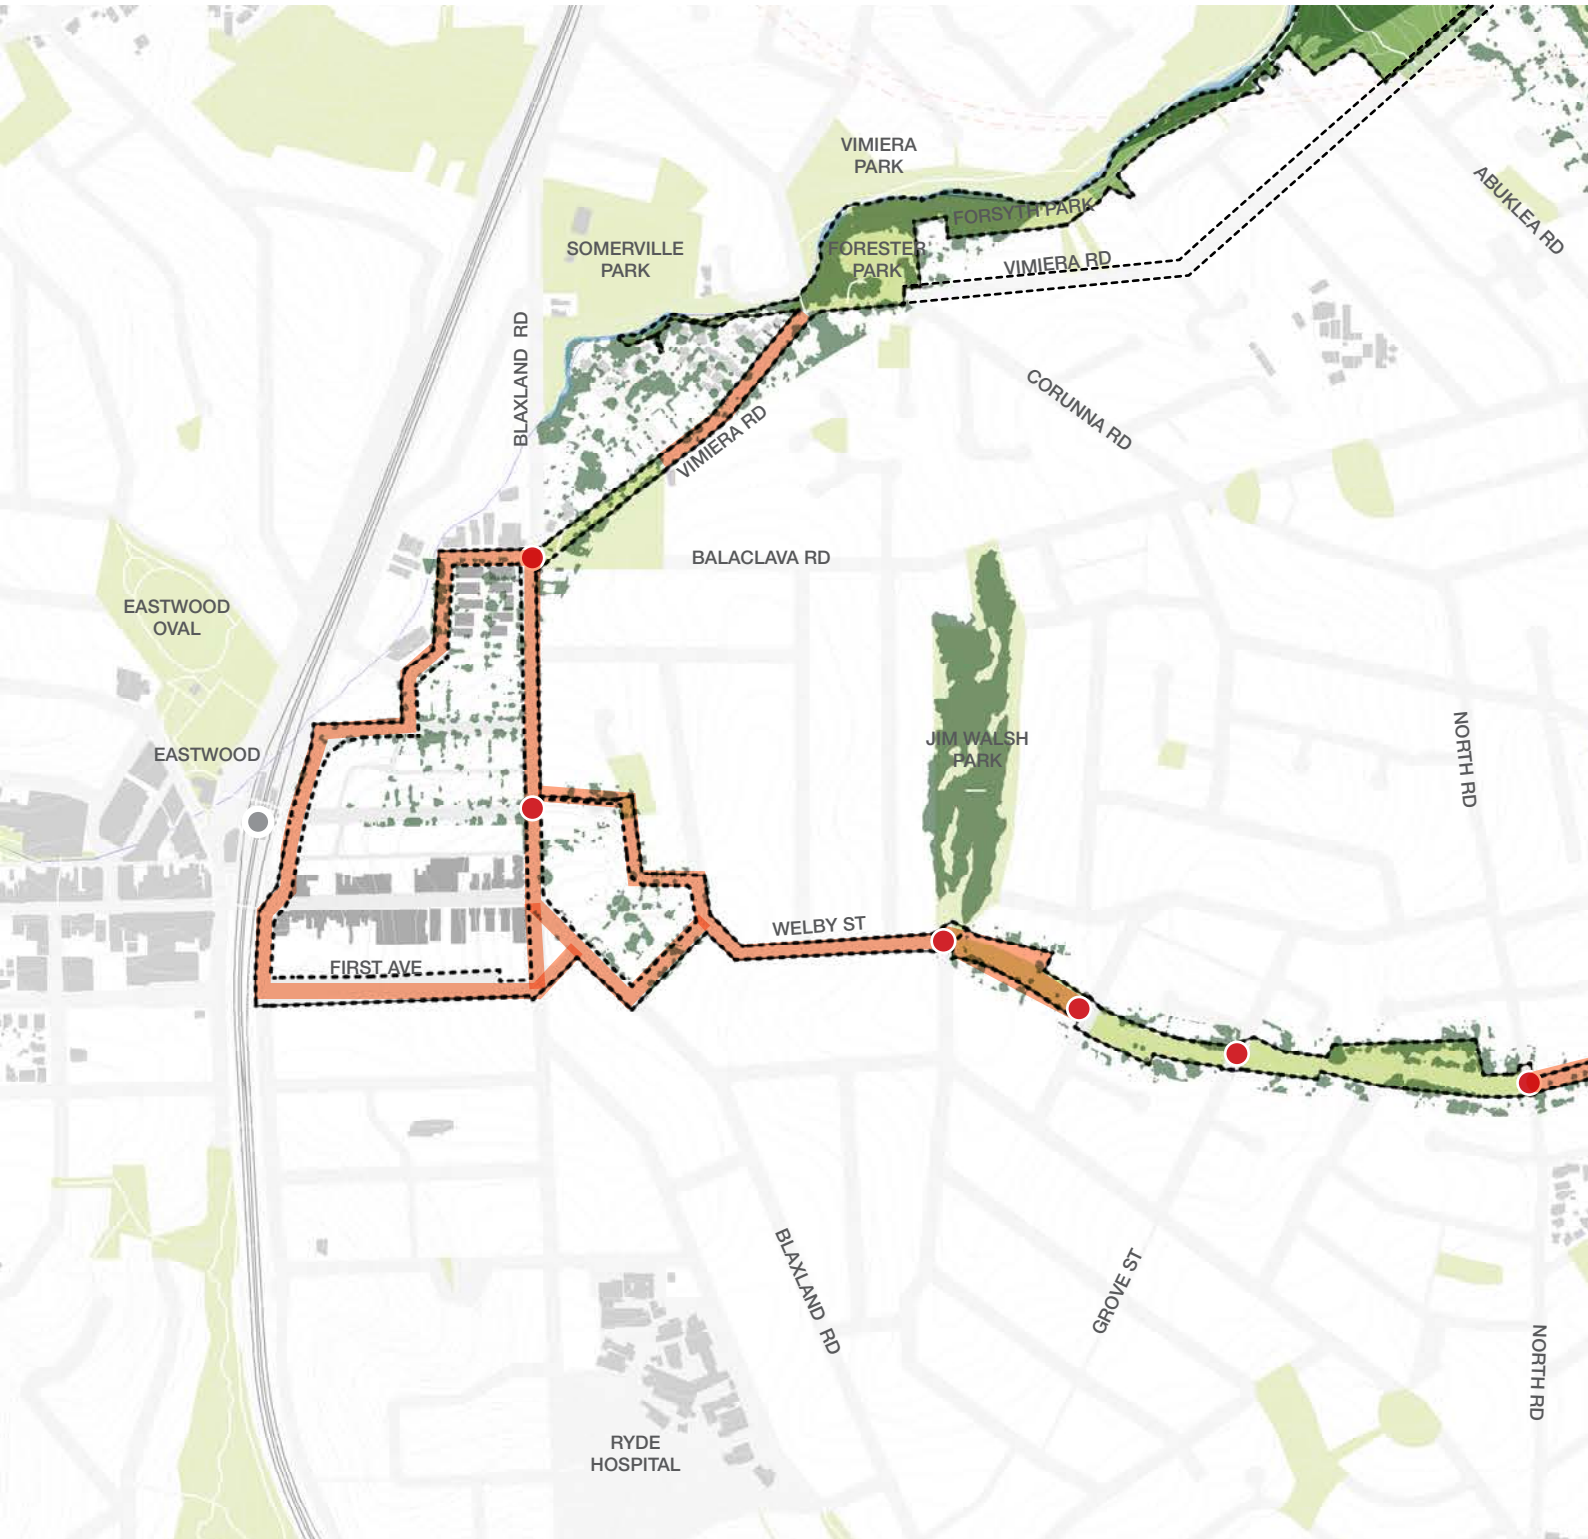 VIMIERA
PARK
ABUKLEA RD
FORSYTH PARK
SOMERVILLE
PARK
FORESTER
PARK
VIMIERA RD
BLAXLAND RD
CORUNNA RD
VIMIERA RD
BALACLAVA RD
EASTWOOD
OVAL
EASTWOOD
JIM WALSH
PARK
NORTH RD
WELBY ST
FIRST AVE
BLAXLAND RD
GROVE ST
NORTH RD
RYDE
HOSPITAL